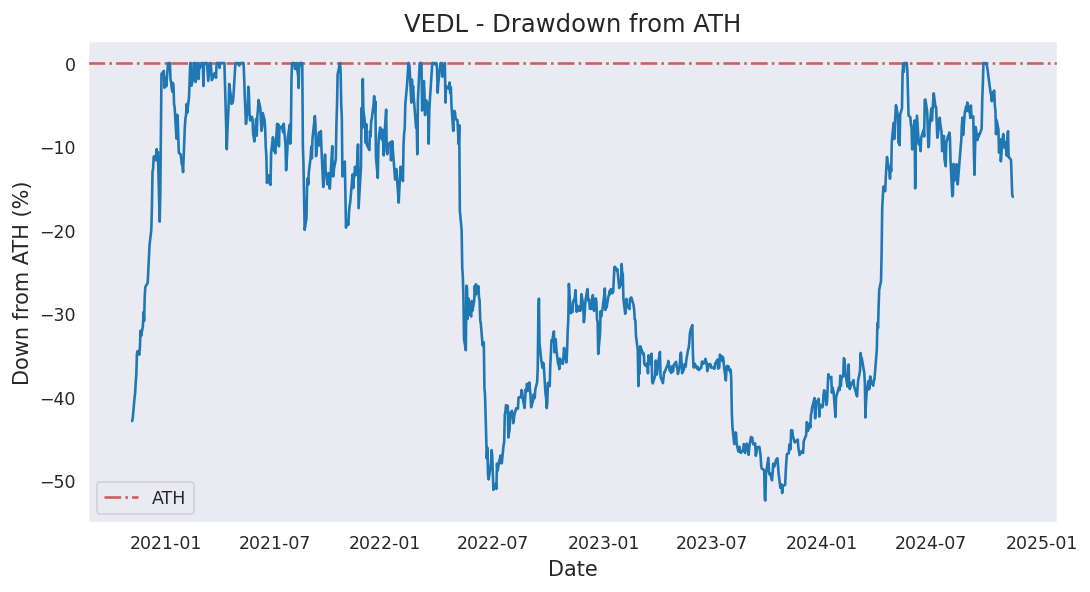 VEDL - Drawdown from ATH
Down from ATH (%)
0
−10
−20
−30
−40
−50
ATH
2021-01 2021-07 2022-01 2022-07 2023-01 2023-07 2024-01 2024-07 2025-01
Date